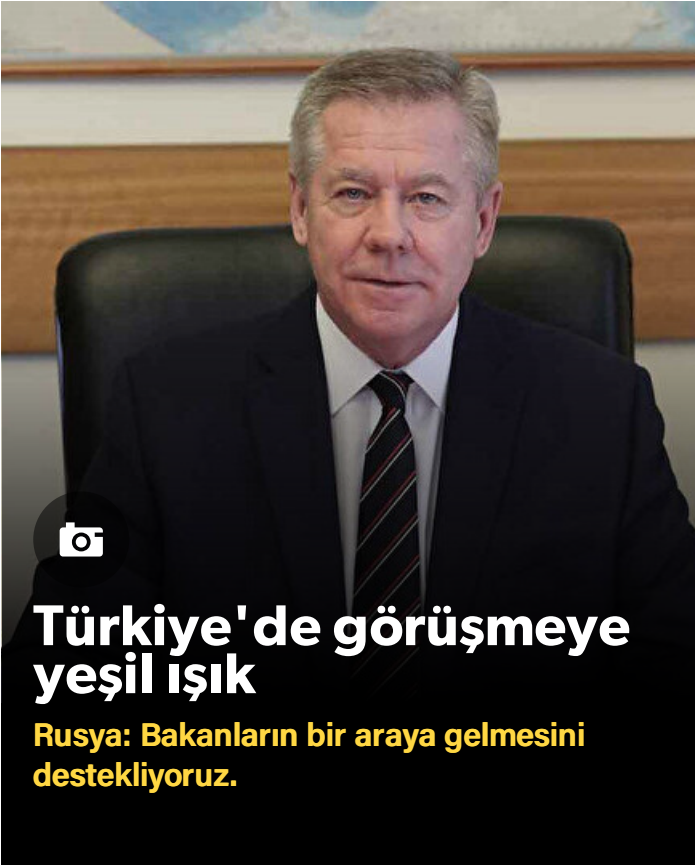 Türkiye'de görüşmeye
yeşil ışık
Rusya: Bakanların bir araya gelmesini
destekliyoruz.